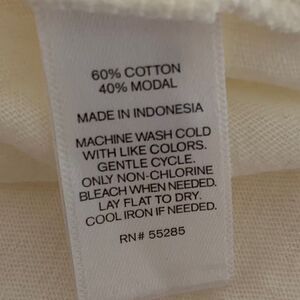 60% COTTON
40% MODAL
MADE IN INDONESIA
MACHINE WASH COLD
WITH LIKE COLORS.
GENTLE CYCLE.
ONLY NON-CHLORINE
BLEACH WHEN NEEDED.
LAY FLAT TO DRY.
COOL IRON IF NEEDED.
RN# 55285